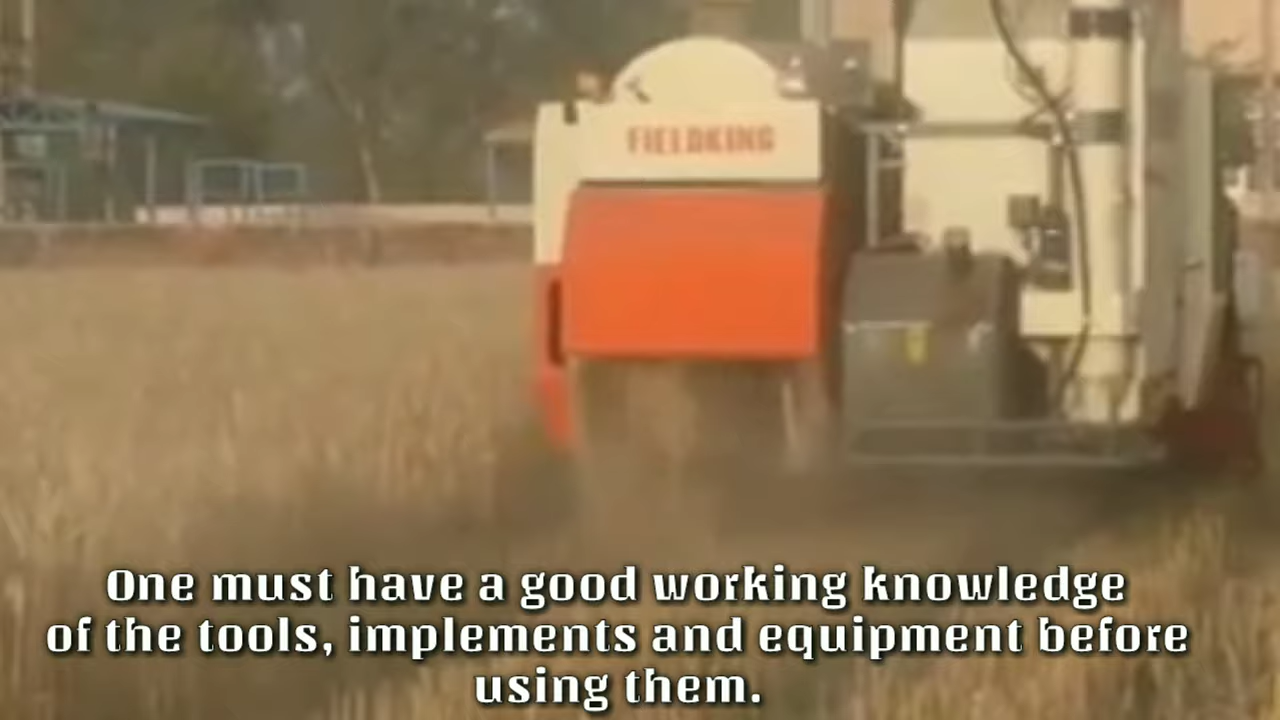 FIELDKING
One must have a good working knowledge
of the tools, implements and equipment before
using them.